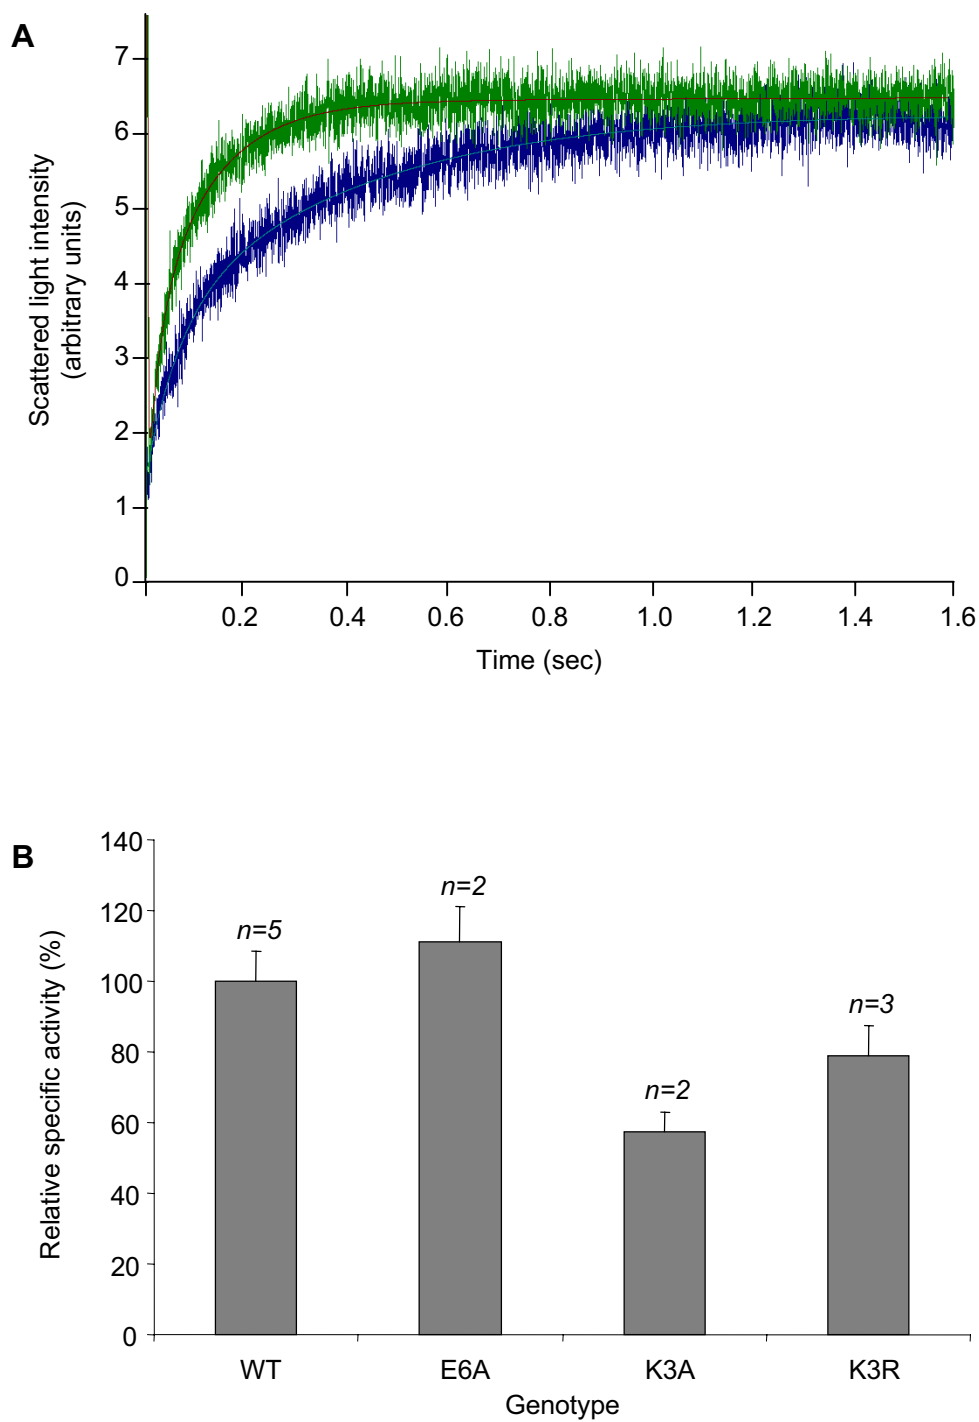 A
7
6
5
4
3
2
1
0
Scattered light intensity
(arbitrary units)
0.2 0.4 0.6 0.8 1.0 1.2 1.4 1.6
Time (sec)
B
140
120
100
80
60
40
20
0
Relative specific activity (%)
n=5
n=2
n=2
n=3
WT E6A K3A K3R
Genotype